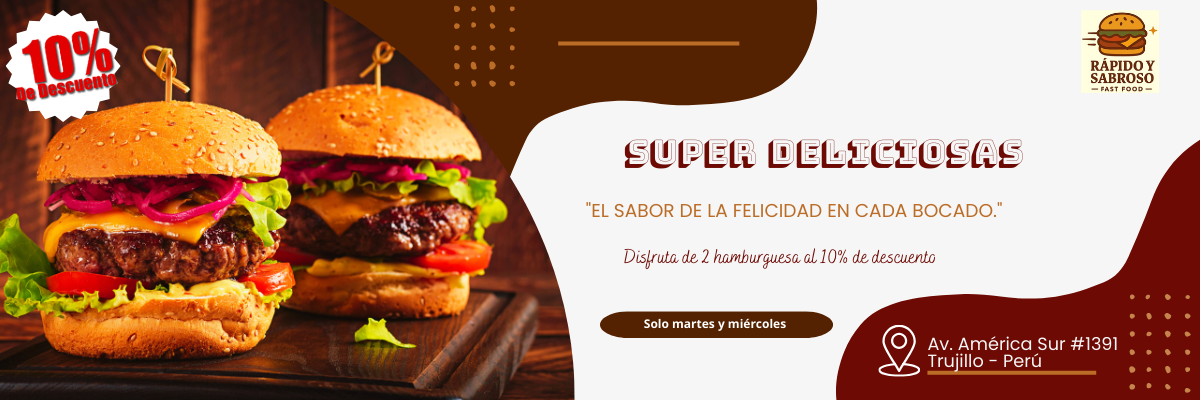 10%
De Descuento
RÁPIDO Y
SABROSO
FAST FOOD
SUPER DELICIOSAS
"EL SABOR DE LA FELICIDAD EN CADA BOCADO."
Disfruta de 2 hamburguesa al 10% de descuento
Solo martes y miércoles
Av. América Sur #1391
Trujillo - Perú